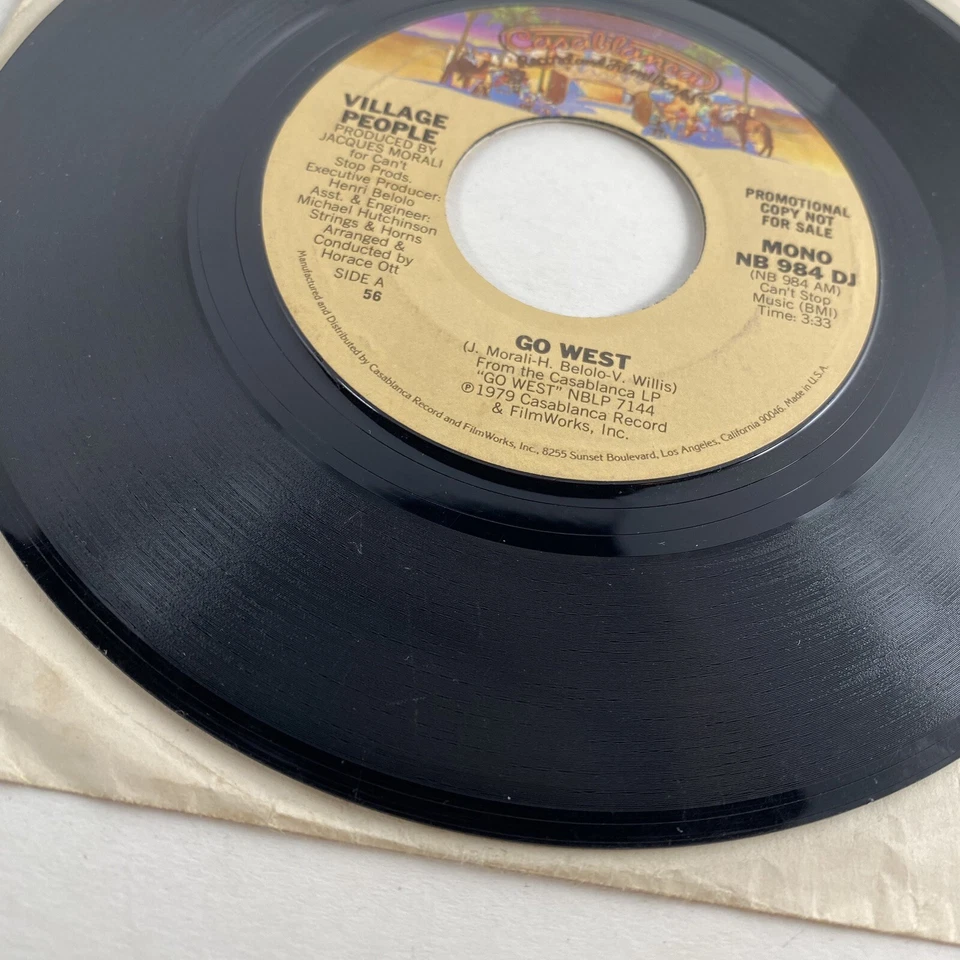 Casablanca
Record and FilmWorks
VILLAGE
PEOPLE
PRODUCED BY
JACQUES MORALI
for Can't
Stop Prods.
Executive Producer:
Henri Belolo
Asst. & Engineer:
Michael Hutchinson
Strings & Horns
Arranged &
Conducted by
Horace Ott
SIDE A
56
PROMOTIONAL
COPY NOT
FOR SALE
MONO
NB 984 DJ
(NB 984 AM)
Can't Stop
Music (BMI)
Time: 3:33
GO WEST
(J. Morali-H. Belolo-V. Willis)
From the Casablanca LP
"GO WEST" NBLP 7144
℗ 1979 Casablanca Record
& FilmWorks, Inc.
Manufactured and Distributed by Casablanca Record and FilmWorks, Inc., 8255 Sunset Boulevard, Los Angeles, California 90046, Made in U.S.A.